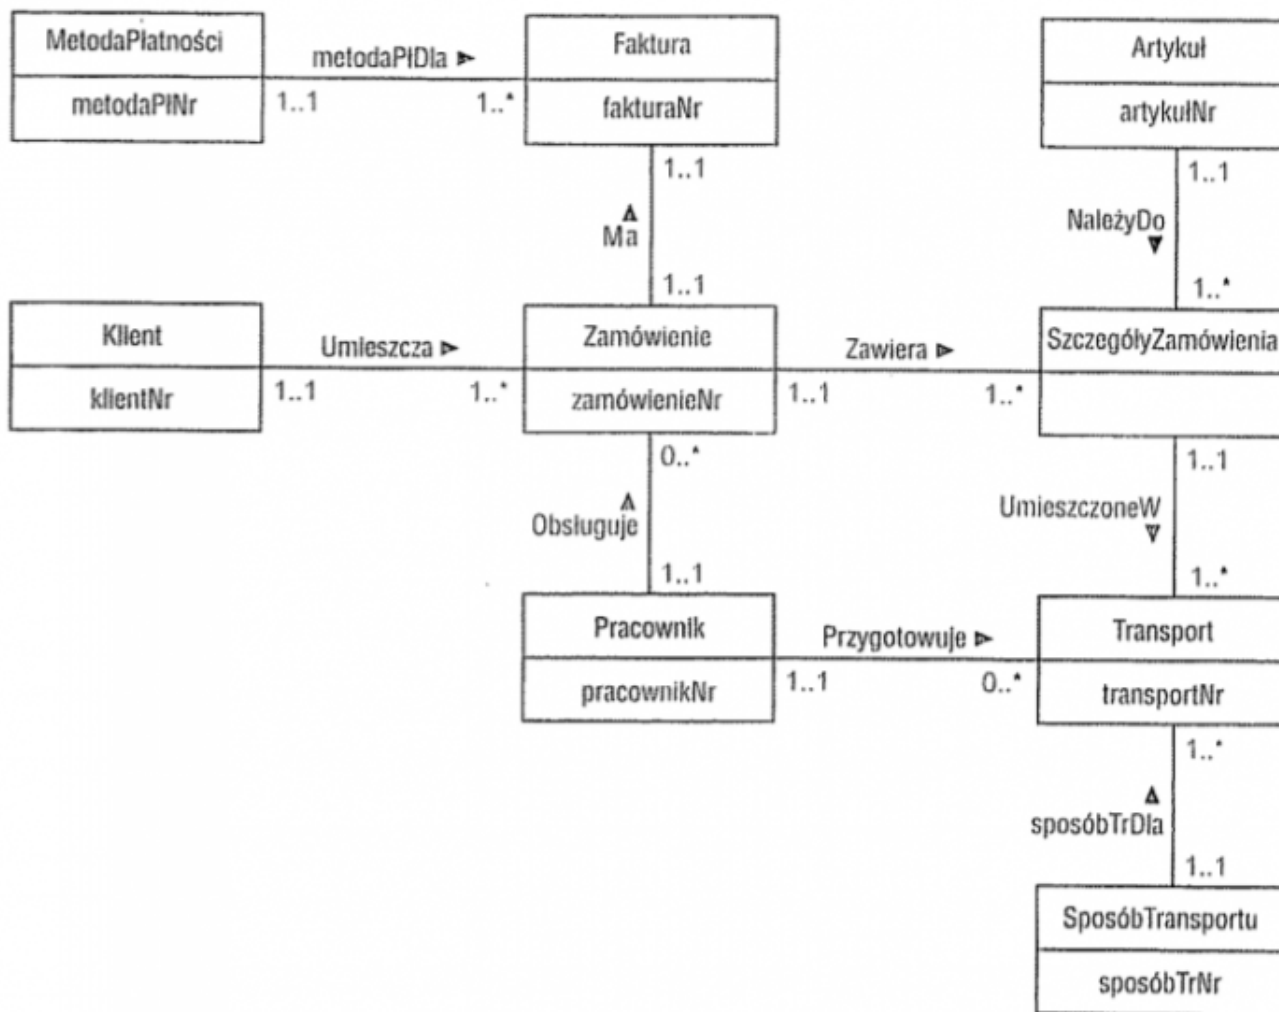 MetodaPłatności
metodaPłDla
Faktura
Artykuł
metodaPłNr
1..1
1..*
fakturaNr
artykułNr
1..1
1..1
Ma
NależyDo
1..1
1..*
Klient
Umieszcza
Zamówienie
Zawiera
SzczegółyZamówienia
klientNr
1..1
1..*
zamówienieNr
1..1
1..*
0..*
1..1
Obsługuje
UmieszczoneW
1..1
1..*
Pracownik
Przygotowuje
Transport
pracownikNr
1..1
0..*
transportNr
1..*
sposóbTrDla
1..1
SposóbTransportu
sposóbTrNr